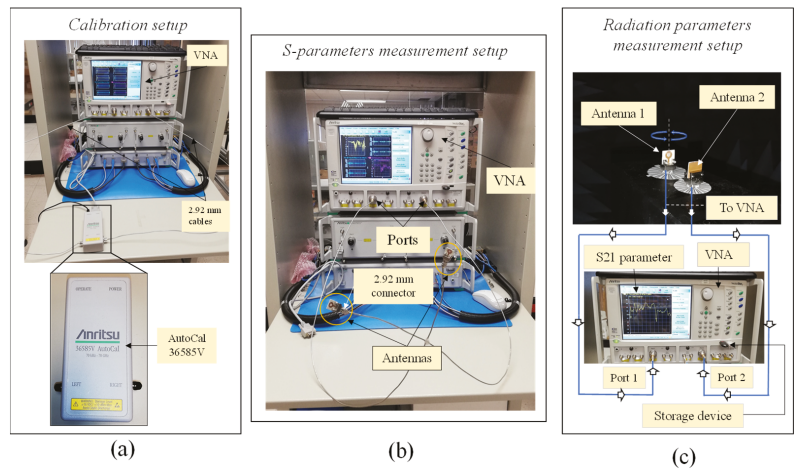 Calibration setup
VNA
2.92 mm
cables
OPERATE POWER
Anritsu
36585V AutoCal
LEFT RIGHT
AutoCal
36585V
(a)
S-parameters measurement setup
VNA
Ports
2.92 mm
connector
Antennas
(b)
Radiation parameters
measurement setup
Antenna 2
Antenna 1
To VNA
S21 parameter
VNA
Anritsu
Port 1
Port 2
Storage device
(c)